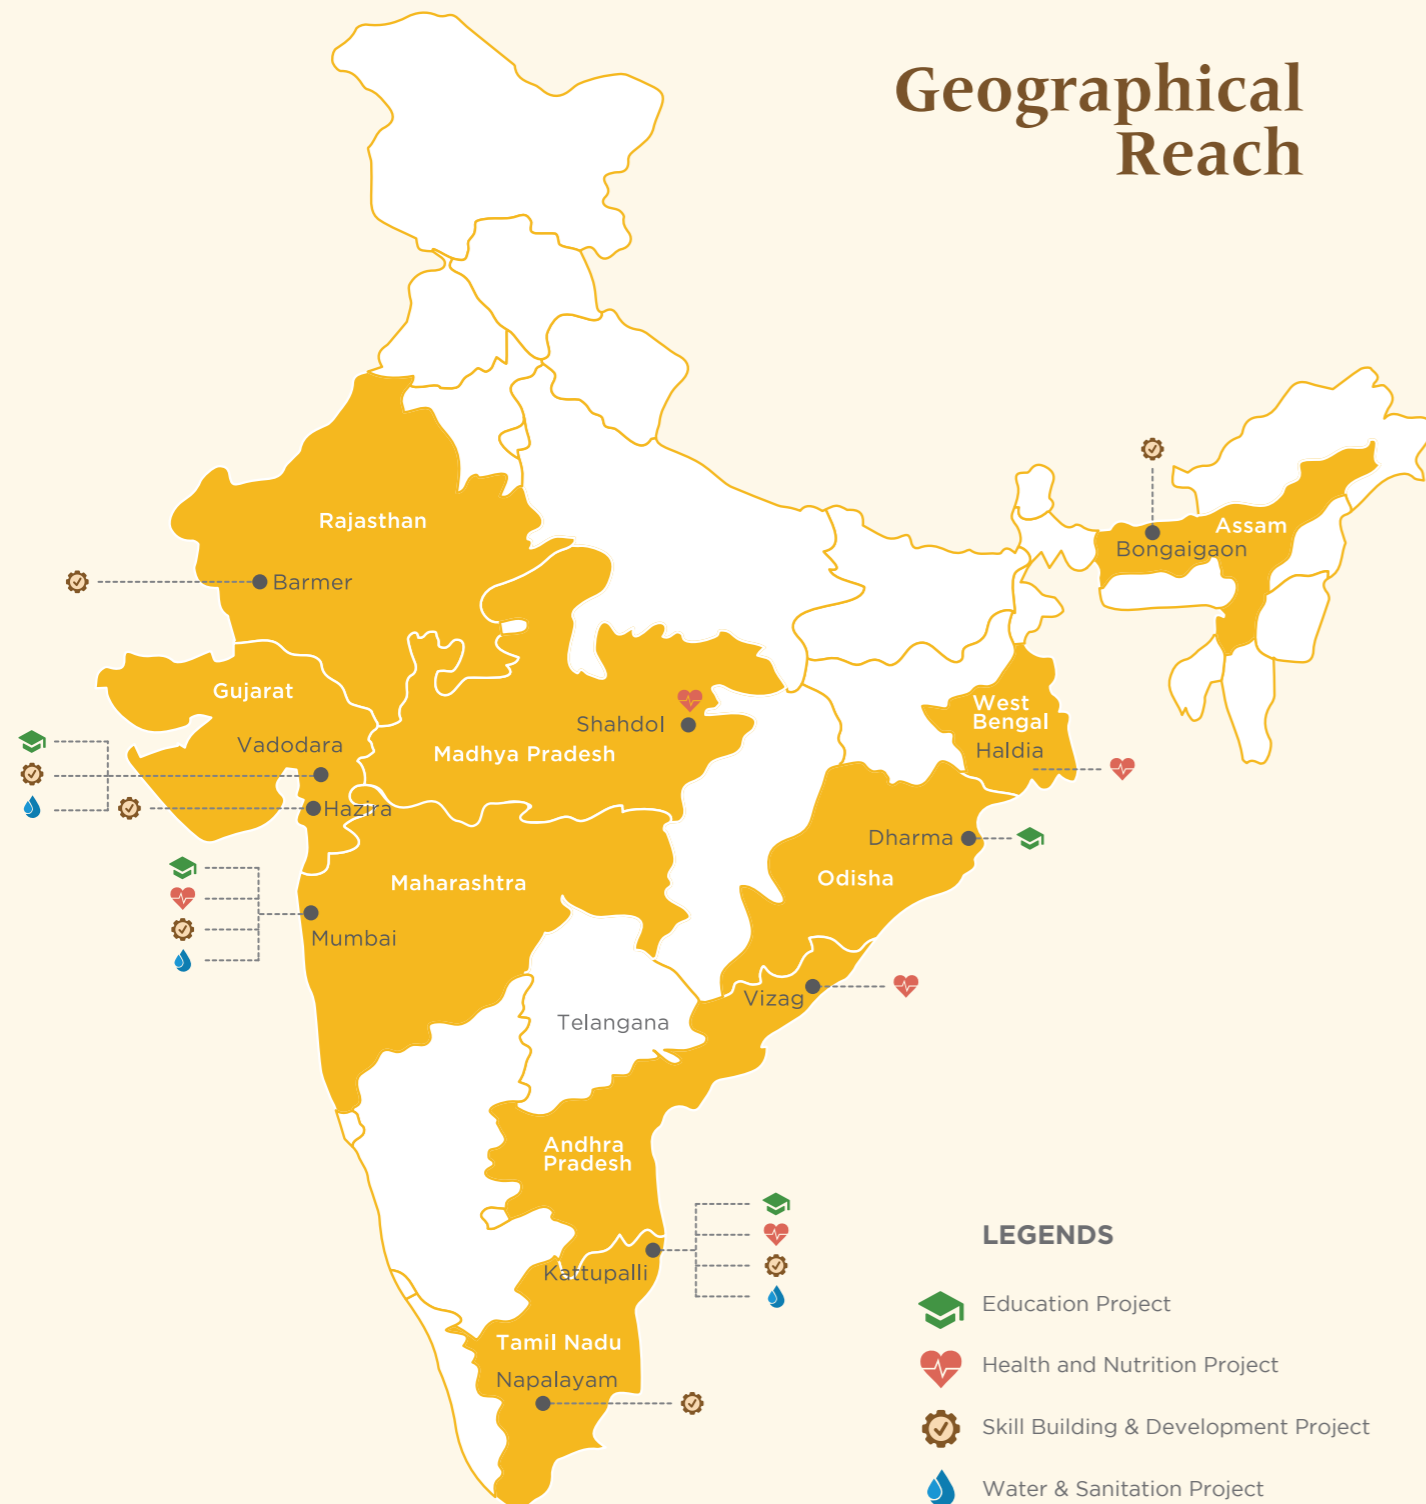 Geographical
Reach
Rajasthan
Barmer
Assam
Bongaigaon
Gujarat
Vadodara
Hazira
Shahdol
Madhya Pradesh
West
Bengal
Haldia
Dharma
Odisha
Maharashtra
Mumbai
Vizag
Telangana
Andhra
Pradesh
Kattupalli
Tamil Nadu
Napalayam
LEGENDS
Education Project
Health and Nutrition Project
Skill Building & Development Project
Water & Sanitation Project